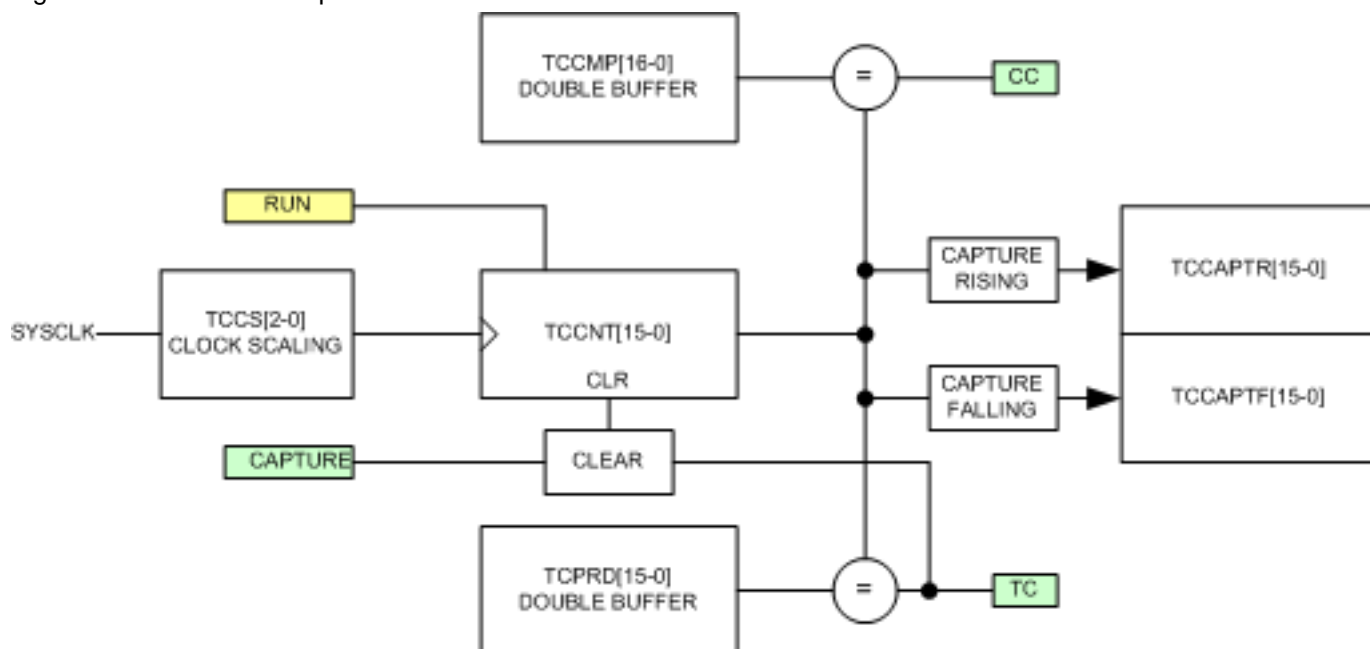 TCCMP[16-0]
DOUBLE BUFFER
=
CC
RUN
CAPTURE
RISING
TCCAPTR[15-0]
SYSCLK
TCCS[2-0]
CLOCK SCALING
TCCNT[15-0]
CLR
CAPTURE
FALLING
TCCAPTF[15-0]
CAPTURE
CLEAR
TCPRD[15-0]
DOUBLE BUFFER
=
TC